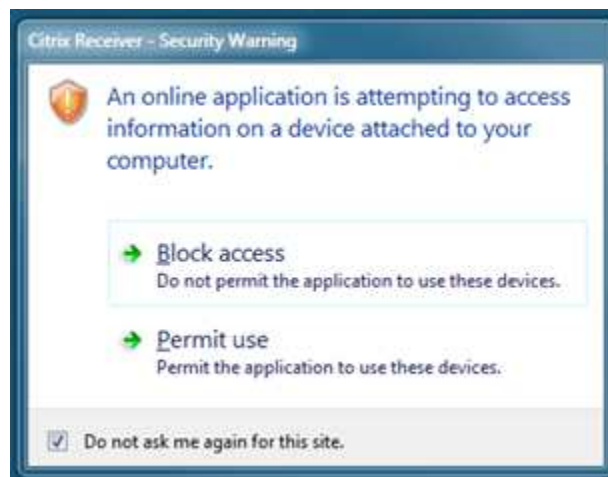 Citrix Receiver - Security Warning
An online application is attempting to access
information on a device attached to your
computer.
Block access
Do not permit the application to use these devices.
Permit use
Permit the application to use these devices.
Do not ask me again for this site.